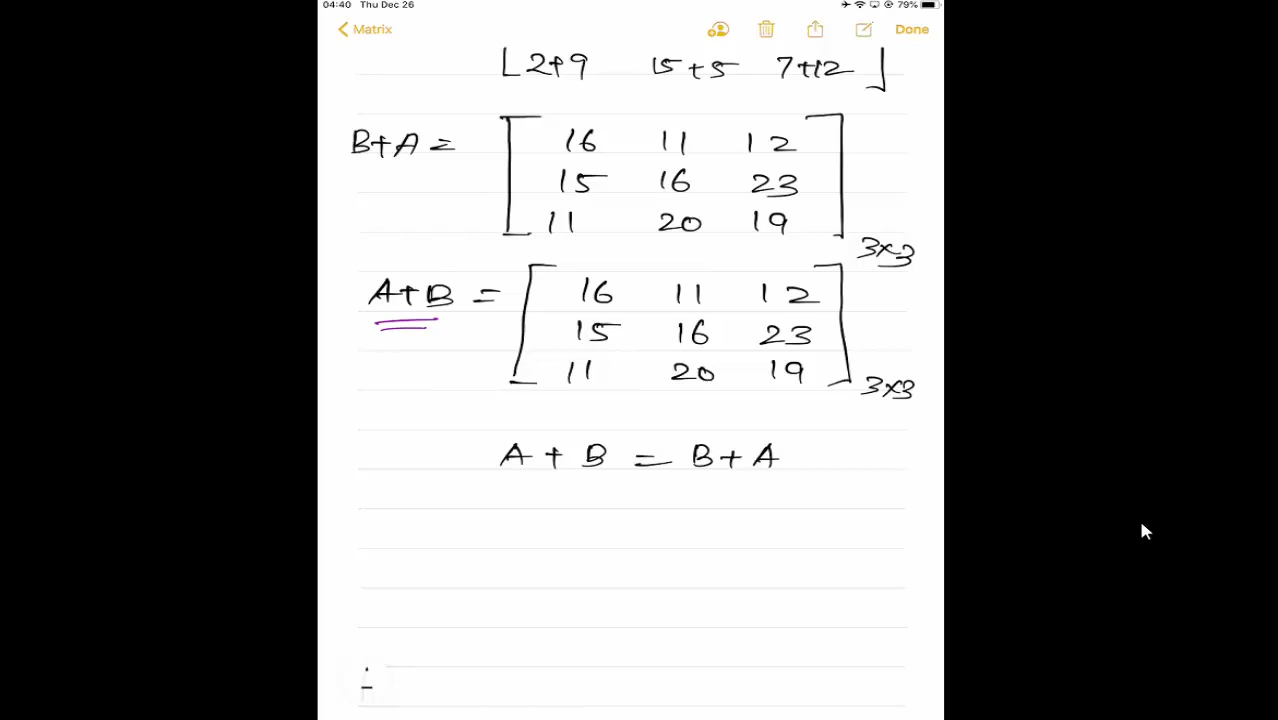 04:40 Thu Dec 26 79%
Matrix Done
2+9 15+5 7+12
B+A = 16 11 12
15 16 23
11 20 19
3×3
A+B = 16 11 12
15 16 23
11 20 19
3×3
A + B = B + A